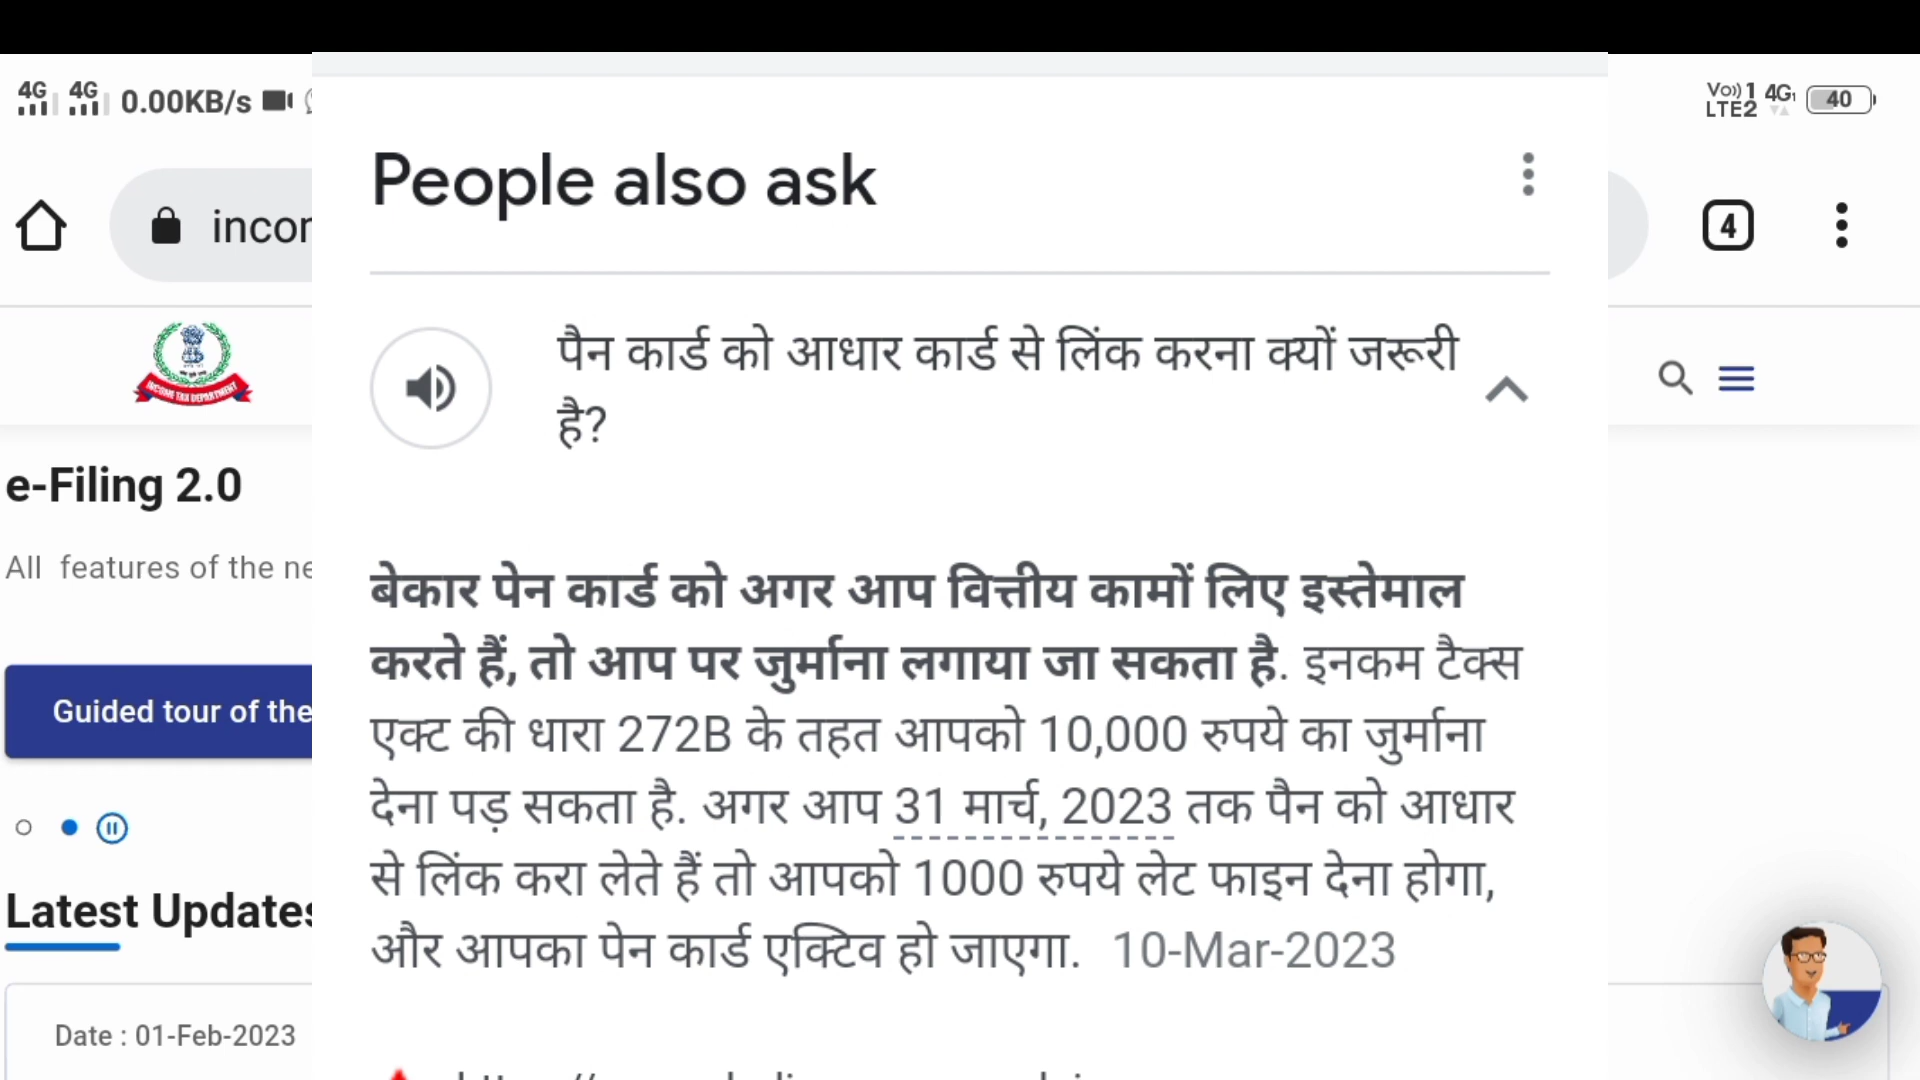 4G 4G 0.00KB/s
Vo)) 1 4G
LTE2
40
4
People also ask
पैन कार्ड को आधार कार्ड से लिंक करना क्यों जरूरी
है?
INCOME TAX DEPARTMENT
e-Filing 2.0
All features of the
Guided tour of the
Latest Updates
Date : 01-Feb-2023
बेकार पेन कार्ड को अगर आप वित्तीय कामों लिए इस्तेमाल
करते हैं, तो आप पर जुर्माना लगाया जा सकता है. इनकम टैक्स
एक्ट की धारा 272B के तहत आपको 10,000 रुपये का जुर्माना
देना पड़ सकता है. अगर आप 31 मार्च, 2023 तक पैन को आधार
से लिंक करा लेते हैं तो आपको 1000 रुपये लेट फाइन देना होगा,
और आपका पेन कार्ड एक्टिव हो जाएगा. 10-Mar-2023